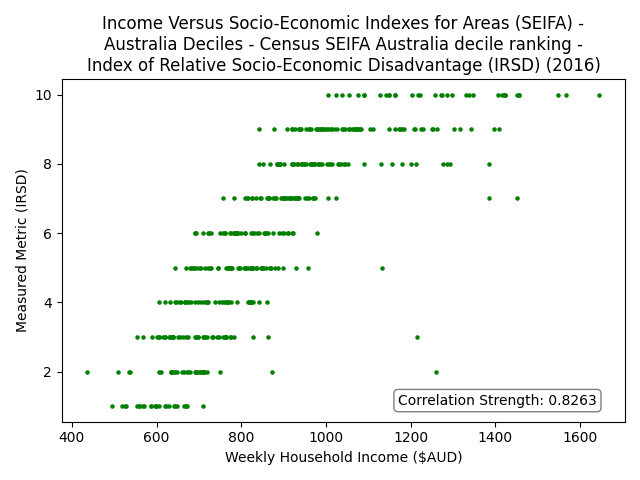 Income Versus Socio-Economic Indexes for Areas (SEIFA) -
Australia Deciles - Census SEIFA Australia decile ranking -
Index of Relative Socio-Economic Disadvantage (IRSD) (2016)
Measured Metric (IRSD)
10
8
6
4
2
Correlation Strength: 0.8263
400 600 800 1000 1200 1400 1600
Weekly Household Income ($AUD)